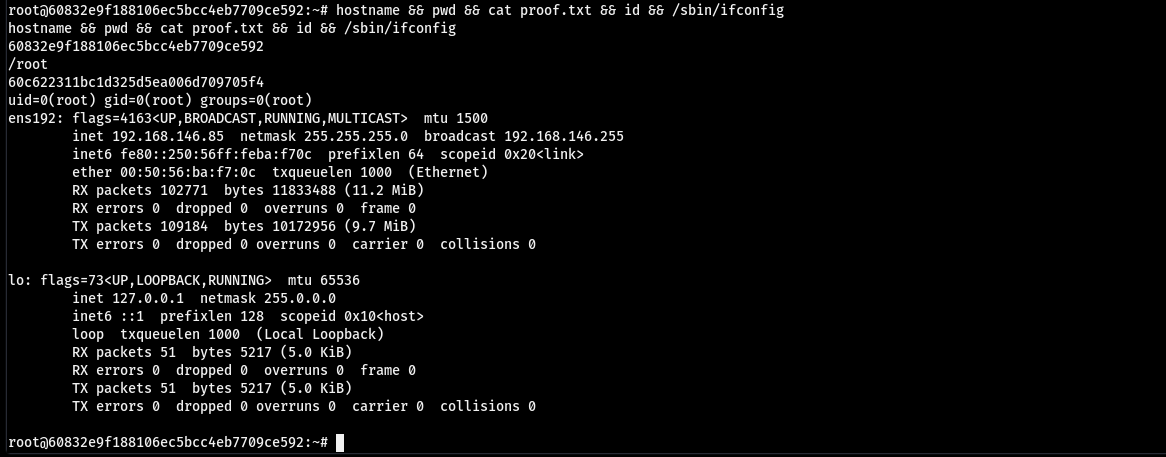 root@60832e9f188106ec5bcc4eb7709ce592:~# hostname && pwd && cat proof.txt && id && /sbin/ifconfig
hostname && pwd && cat proof.txt && id && /sbin/ifconfig
60832e9f188106ec5bcc4eb7709ce592
/root
60c622311bc1d325d5ea006d709705f4
uid=0(root) gid=0(root) groups=0(root)
ens192: flags=4163<UP,BROADCAST,RUNNING,MULTICAST>  mtu 1500
        inet 192.168.146.85  netmask 255.255.255.0  broadcast 192.168.146.255
        inet6 fe80::250:56ff:feba:f70c  prefixlen 64  scopeid 0x20<link>
        ether 00:50:56:ba:f7:0c  txqueuelen 1000  (Ethernet)
        RX packets 102771  bytes 11833488 (11.2 MiB)
        RX errors 0  dropped 0  overruns 0  frame 0
        TX packets 109184  bytes 10172956 (9.7 MiB)
        TX errors 0  dropped 0 overruns 0  carrier 0  collisions 0

lo: flags=73<UP,LOOPBACK,RUNNING>  mtu 65536
        inet 127.0.0.1  netmask 255.0.0.0
        inet6 ::1  prefixlen 128  scopeid 0x10<host>
        loop  txqueuelen 1000  (Local Loopback)
        RX packets 51  bytes 5217 (5.0 KiB)
        RX errors 0  dropped 0  overruns 0  frame 0
        TX packets 51  bytes 5217 (5.0 KiB)
        TX errors 0  dropped 0 overruns 0  carrier 0  collisions 0

root@60832e9f188106ec5bcc4eb7709ce592:~#